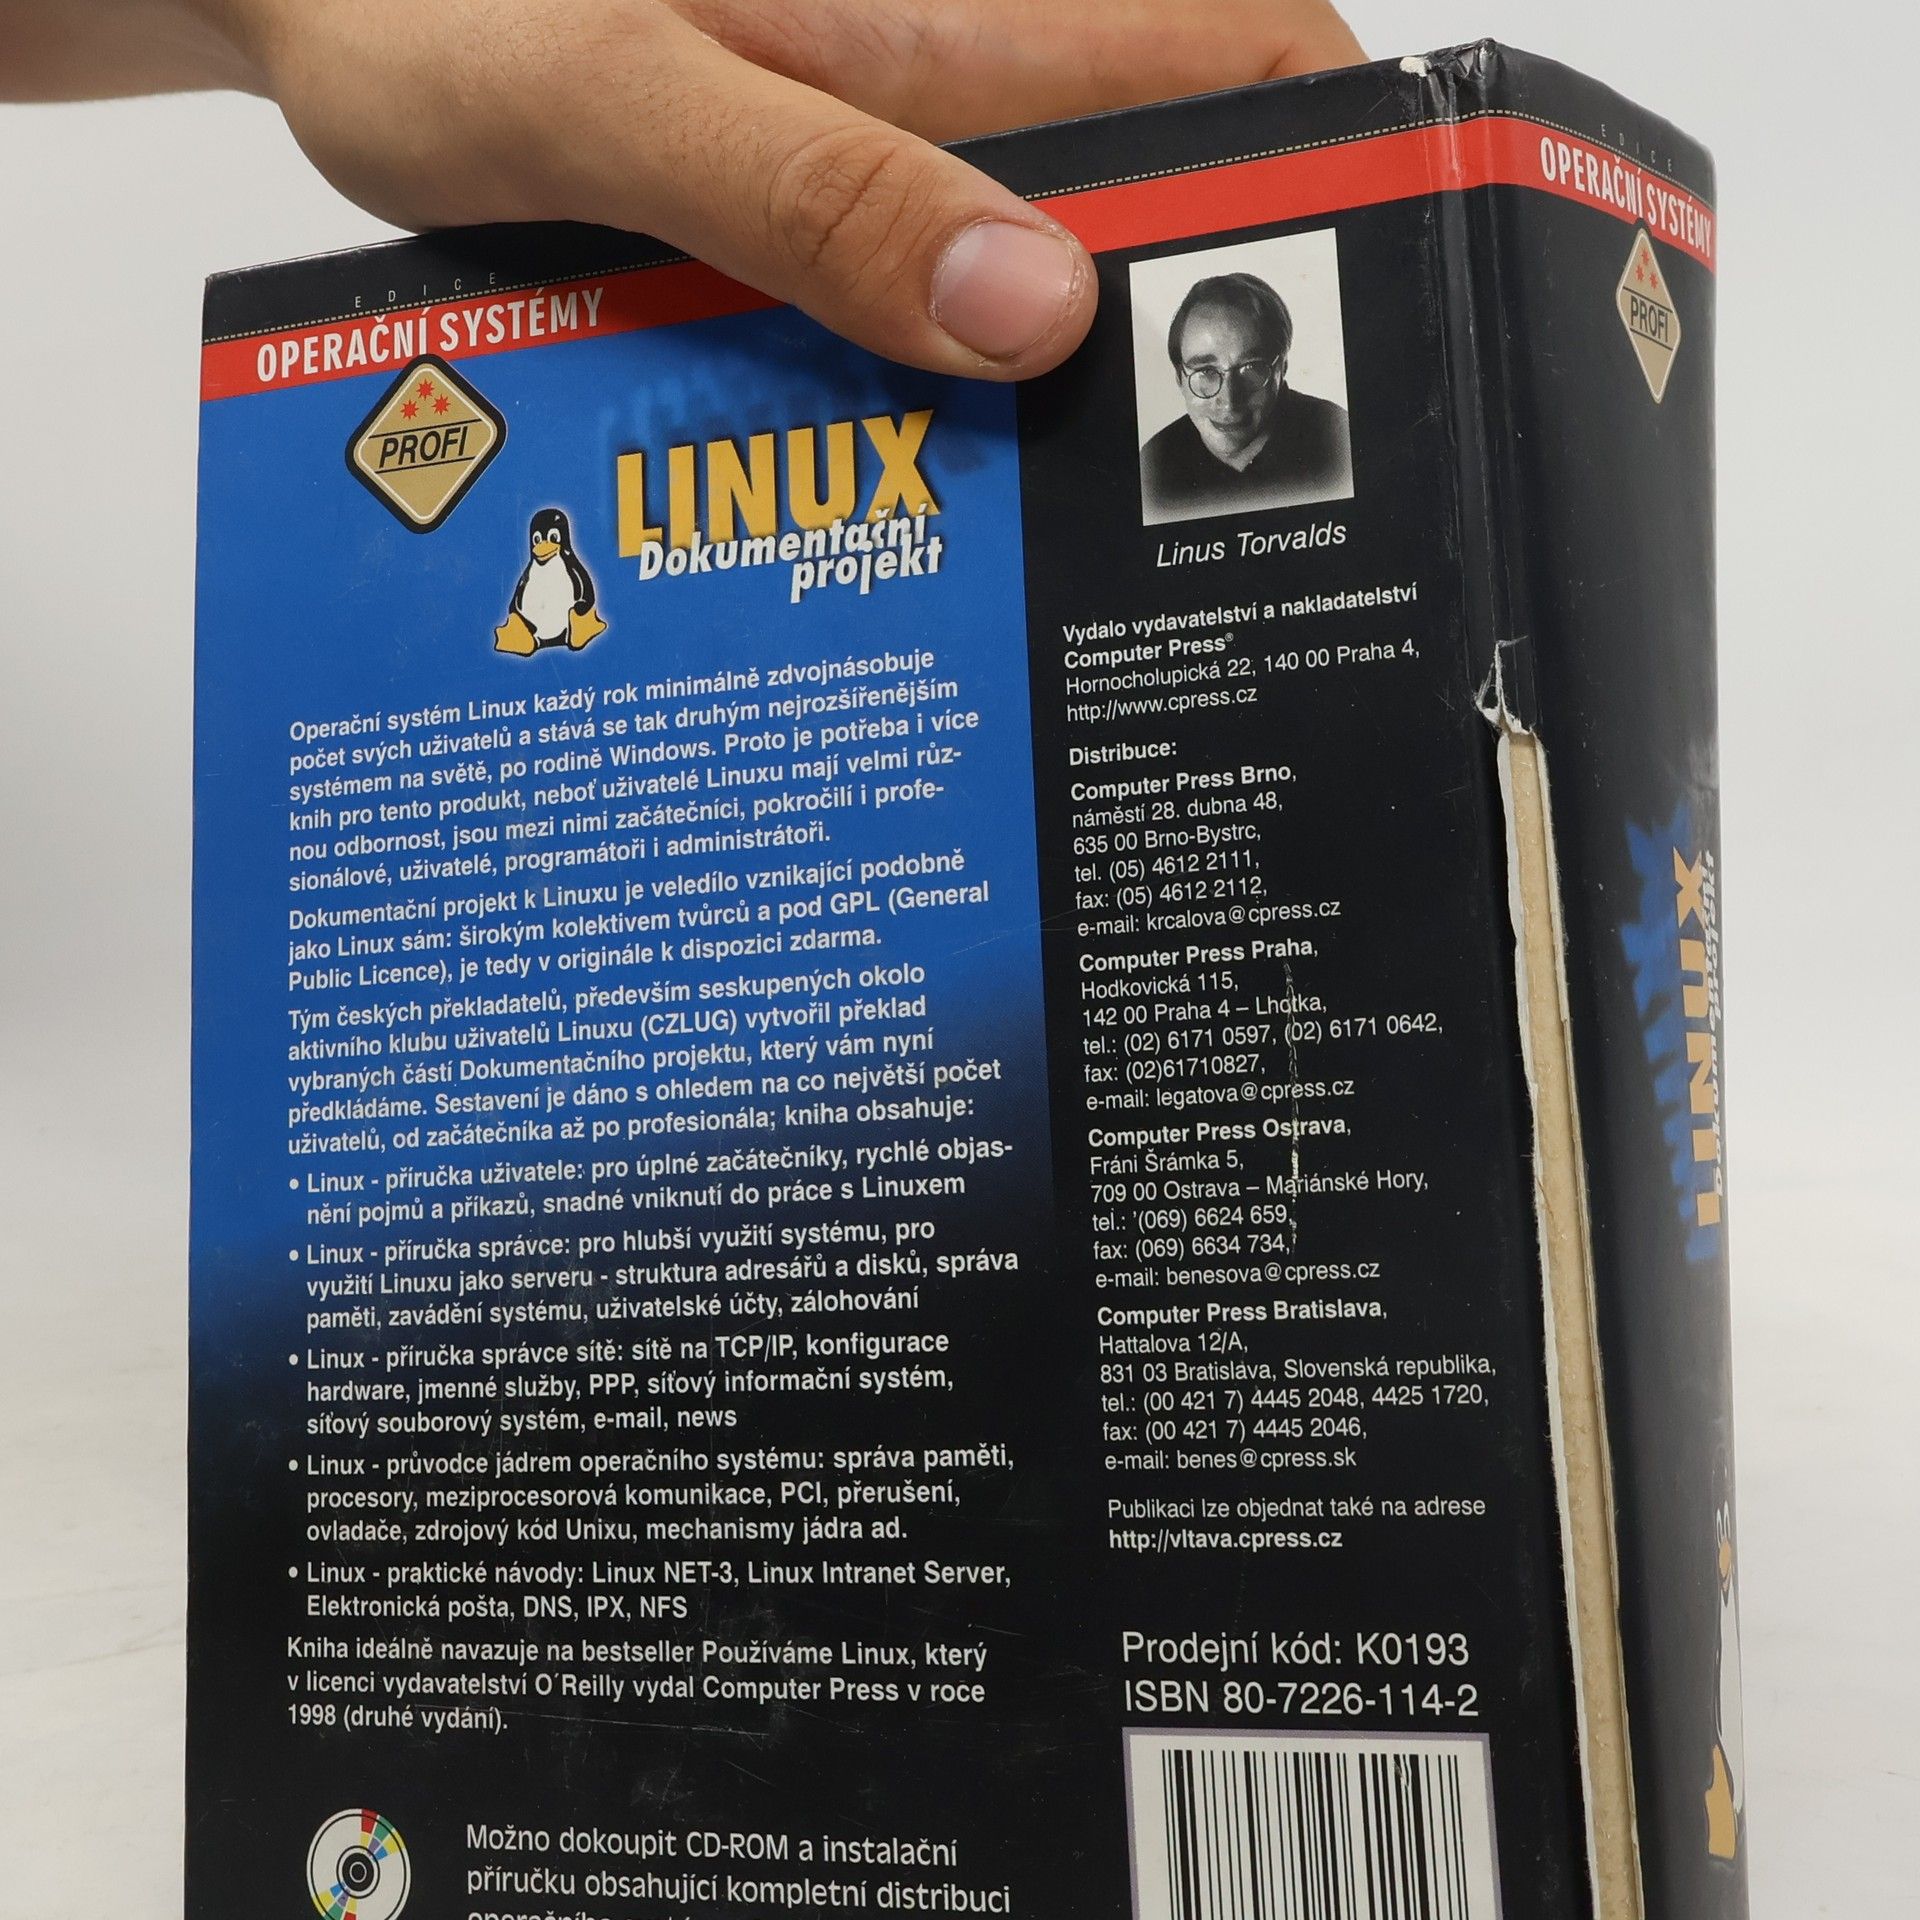 EDICE
OPERAČNÍ SYSTÉMY
PROFI
LINUX
Dokumentační
projekt
Operační systém Linux každý rok minimálně zdvojnásobuje
počet svých uživatelů a stává se tak druhým nejrozšířenějším
systémem na světě, po rodině Windows. Proto je potřeba i více
knih pro tento produkt, neboť uživatelé Linuxu mají velmi růz-
nou odbornost, jsou mezi nimi začátečníci, pokročilí i profe-
sionálové, uživatelé, programátoři i administrátoři.
Dokumentační projekt k Linuxu je veledílo vznikající podobně
jako Linux sám: širokým kolektivem tvůrců a pod GPL (General
Public Licence), je tedy v originále k dispozici zdarma.
Tým českých překladatelů, především seskupených okolo
aktivního klubu uživatelů Linuxu (CZLUG) vytvořil překlad
vybraných částí Dokumentačního projektu, který vám nyní
předkládáme. Sestavení je dáno s ohledem na co největší počet
uživatelů, od začátečníka až po profesionála; kniha obsahuje:
• Linux - příručka uživatele: pro úplné začátečníky, rychlé objas-
nění pojmů a příkazů, snadné vniknutí do práce s Linuxem
• Linux - příručka správce: pro hlubší využití systému, pro
využití Linuxu jako serveru - struktura adresářů a disků, správa
paměti, zavádění systému, uživatelské účty, zálohování
• Linux - příručka správce sítě: sítě na TCP/IP, konfigurace
hardware, jmenné služby, PPP, síťový informační systém,
síťový souborový systém, e-mail, news
• Linux - průvodce jádrem operačního systému: správa paměti,
procesory, meziprocesorová komunikace, PCI, přerušení,
ovladače, zdrojový kód Unixu, mechanismy jádra ad.
• Linux - praktické návody: Linux NET-3, Linux Intranet Server,
Elektronická pošta, DNS, IPX, NFS
Kniha ideálně navazuje na bestseller Používáme Linux, který
v licenci vydavatelství O´Reilly vydal Computer Press v roce
1998 (druhé vydání).
Možno dokoupit CD-ROM a instalační
příručku obsahující kompletní distribuci
Linus Torvalds
Vydalo vydavatelství a nakladatelství
Computer Press®
Hornocholupická 22, 140 00 Praha 4,
http://www.cpress.cz
Distribuce:
Computer Press Brno,
náměstí 28. dubna 48,
635 00 Brno-Bystrc,
tel. (05) 4612 2111,
fax: (05) 4612 2112,
e-mail: krcalova@cpress.cz
Computer Press Praha,
Hodkovická 115,
142 00 Praha 4 – Lhotka,
tel.: (02) 6171 0597, (02) 6171 0642,
fax: (02)61710827,
e-mail: legatova@cpress.cz
Computer Press Ostrava,
Fráni Šrámka 5,
709 00 Ostrava – Mariánské Hory,
tel.: '(069) 6624 659,
fax: (069) 6634 734,
e-mail: benesova@cpress.cz
Computer Press Bratislava,
Hattalova 12/A,
831 03 Bratislava, Slovenská republika,
tel.: (00 421 7) 4445 2048, 4425 1720,
fax: (00 421 7) 4445 2046,
e-mail: benes@cpress.sk
Publikaci lze objednat také na adrese
http://vltava.cpress.cz
Prodejní kód: K0193
ISBN 80-7226-114-2
EDICE
OPERAČNÍ SYSTÉMY
PROFI
LINUX
Dokumentační
projekt